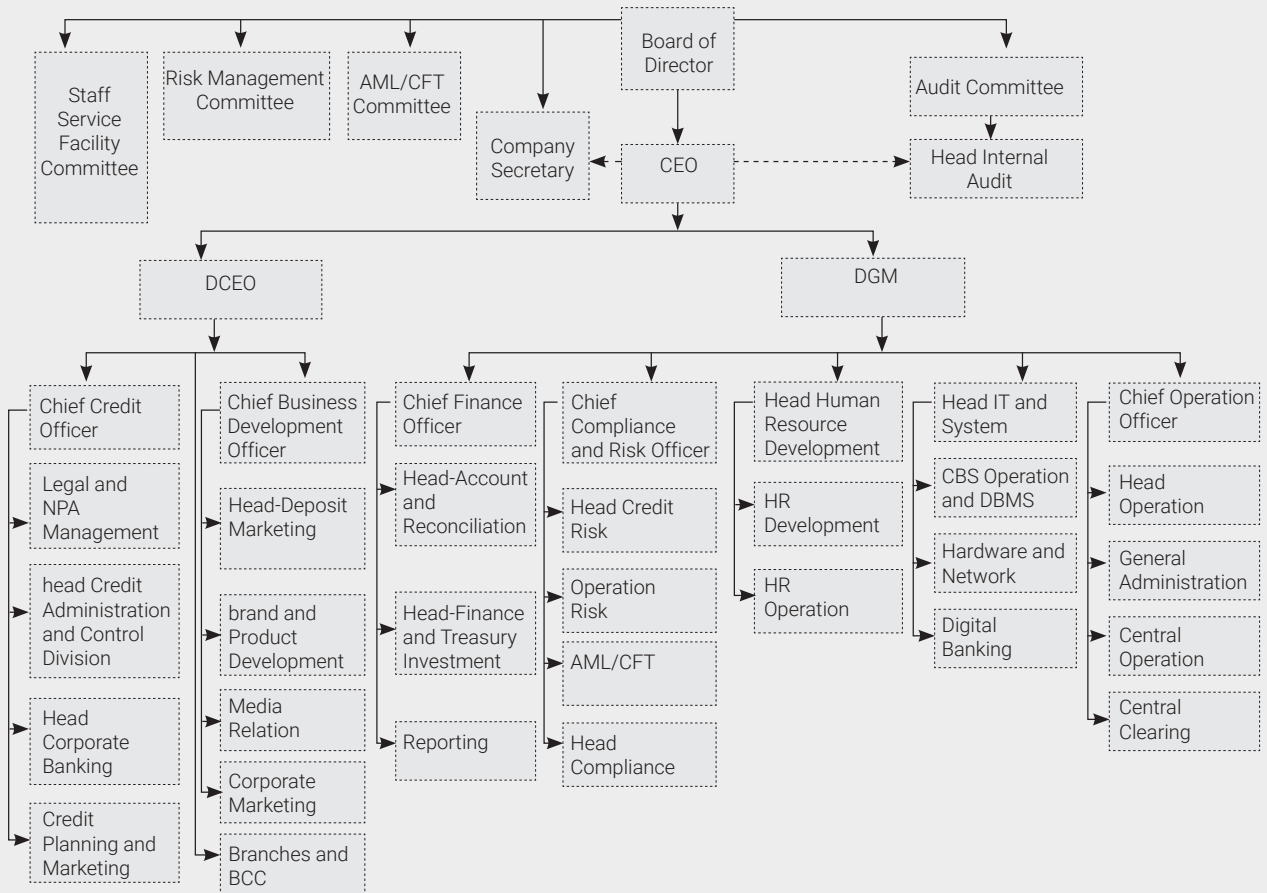 Board of
Director
Staff
Service
Facility
Committee
Risk Management
Committee
AML/CFT
Committee
Company
Secretary
CEO
Audit Committee
Head Internal
Audit
DCEO
DGM
Chief Credit
Officer
Legal and
NPA
Management
head Credit
Administration
and Control
Division
Head
Corporate
Banking
Credit
Planning and
Marketing
Chief Business
Development
Officer
Head-Deposit
Marketing
brand and
Product
Development
Media
Relation
Corporate
Marketing
Branches and
BCC
Chief Finance
Officer
Head-Account
and
Reconciliation
Head-Finance
and Treasury
Investment
Reporting
Chief
Compliance
and Risk Officer
Head Credit
Risk
Operation
Risk
AML/CFT
Head
Compliance
Head Human
Resource
Development
HR
Development
HR
Operation
Head IT and
System
CBS Operation
and DBMS
Hardware and
Network
Digital
Banking
Chief Operation
Officer
Head
Operation
General
Administration
Central
Operation
Central
Clearing